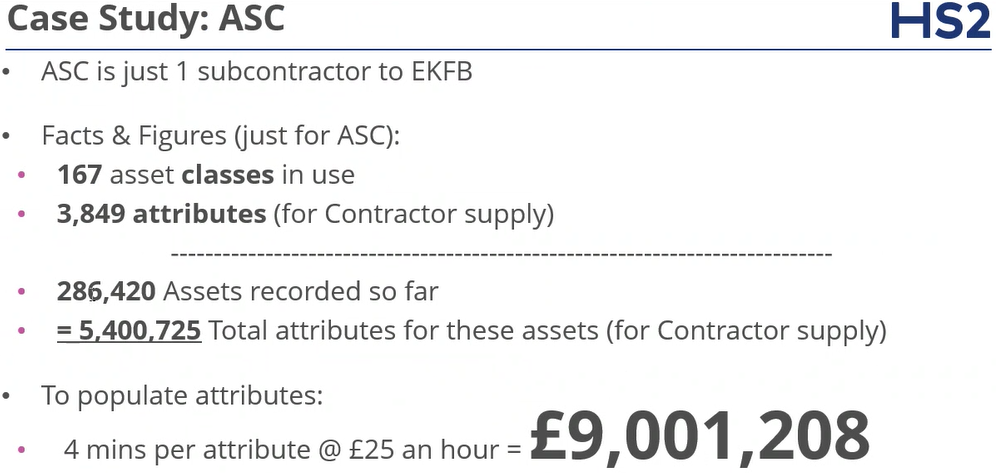 Case Study: ASC
HS2
• ASC is just 1 subcontractor to EKFB
• Facts & Figures (just for ASC):
• 167 asset classes in use
• 3,849 attributes (for Contractor supply)
--------------------------------------------------------------------------------
• 286,420 Assets recorded so far
• = 5,400,725 Total attributes for these assets (for Contractor supply)
• To populate attributes:
• 4 mins per attribute @ £25 an hour = £9,001,208